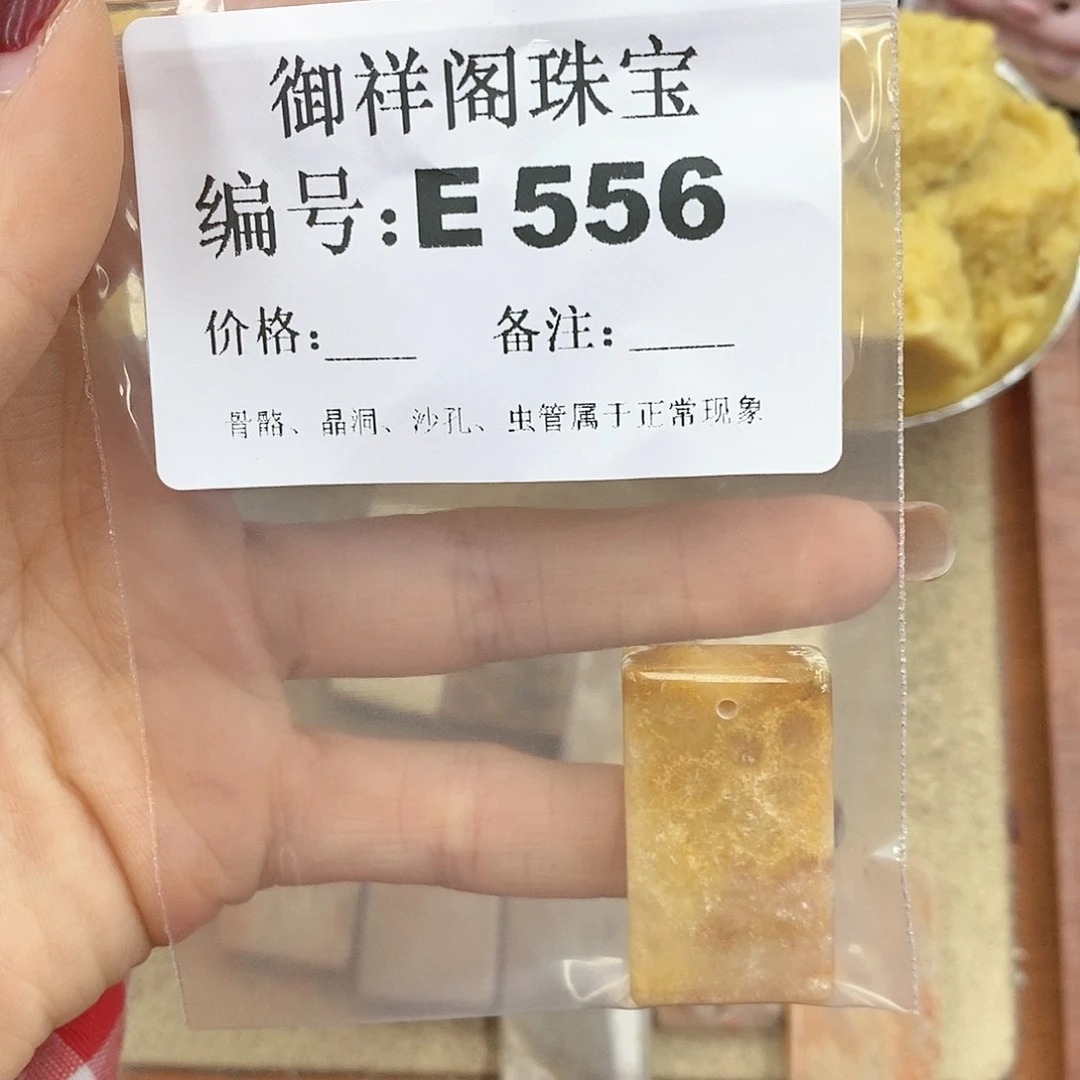 御祥阁珠宝
编号:E556
价格:____ 备注:____
骨骼、晶洞、沙孔、虫管属于正常现象